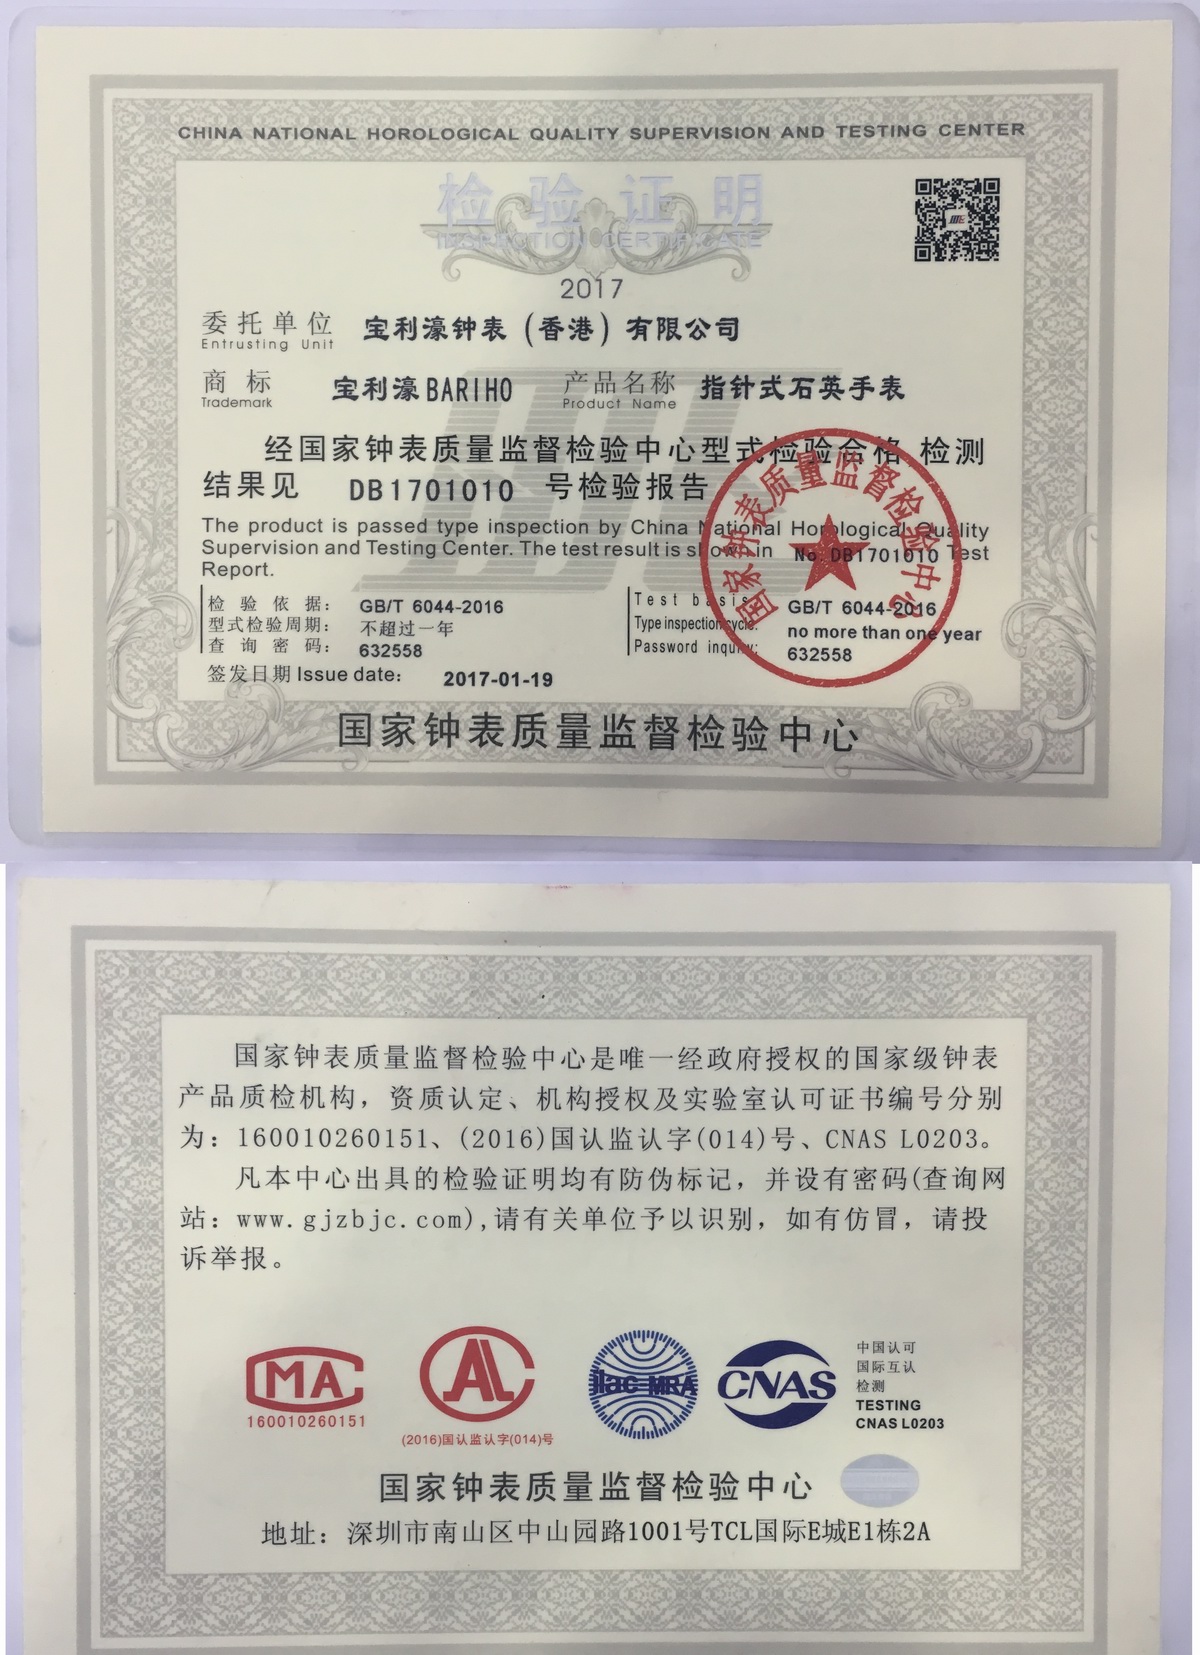 CHINA NATIONAL HOROLOGICAL QUALITY SUPERVISION AND TESTING CENTER
检验证明
INSPECTION CERTIFICATE
2017
委托单位 宝利濠钟表（香港）有限公司
Entrusting Unit
商标 宝利濠BARIHO 产品名称 指针式石英手表
Trademark Product Name
经国家钟表质量监督检验中心型式检验合格 检测
结果见 DB1701010 号检验报告
The product is passed type inspection by China National Horological Quality
Supervision and Testing Center. The test result is shown in No DB1701010 Test
Report.
检验依据: GB/T 6044-2016 Test basis: GB/T 6044-2016
型式检验周期: 不超过一年 Type inspection cycle: no more than one year
查询密码: 632558 Password inquiry: 632558
签发日期 Issue date: 2017-01-19
国家钟表质量监督检验中心
国家钟表质量监督检验中心
国家钟表质量监督检验中心是唯一经政府授权的国家级钟表
产品质检机构，资质认定、机构授权及实验室认可证书编号分别
为：160010260151、(2016)国认监认字(014)号、CNAS L0203。
凡本中心出具的检验证明均有防伪标记，并设有密码(查询网
站：www.gjzbjc.com),请有关单位予以识别，如有仿冒，请投
诉举报。
CMA
160010260151
CAL
(2016)国认监认字(014)号
ilac-MRA
CNAS
中国认可
国际互认
检测
TESTING
CNAS L0203
国家钟表质量监督检验中心
地址：深圳市南山区中山园路1001号TCL国际E城E1栋2A